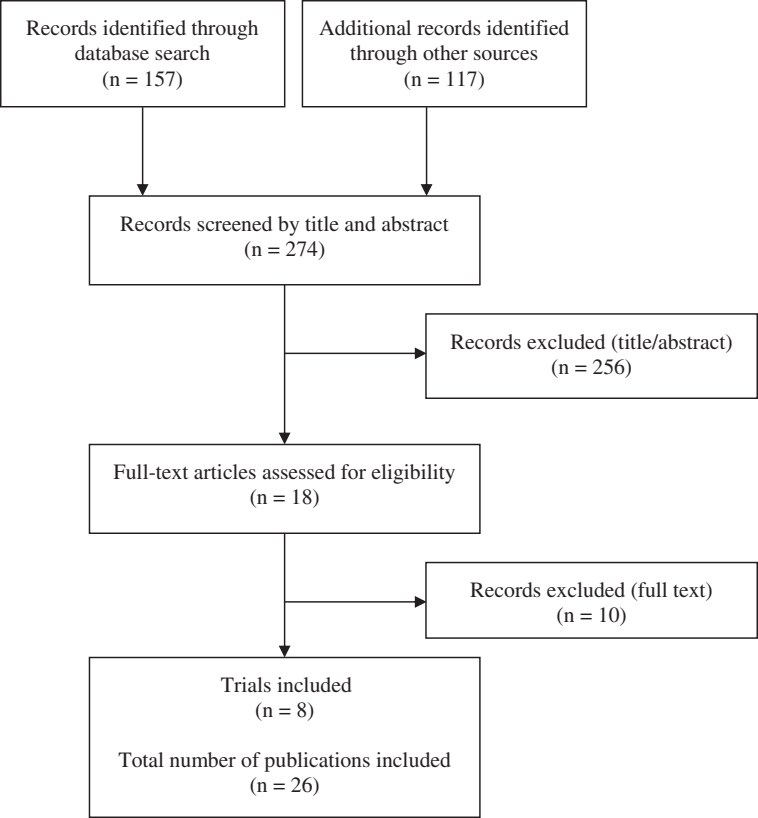 Records identified through
database search
(n = 157)
Additional records identified
through other sources
(n = 117)
Records screened by title and abstract
(n = 274)
Records excluded (title/abstract)
(n = 256)
Full-text articles assessed for eligibility
(n = 18)
Records excluded (full text)
(n = 10)
Trials included
(n = 8)
Total number of publications included
(n = 26)